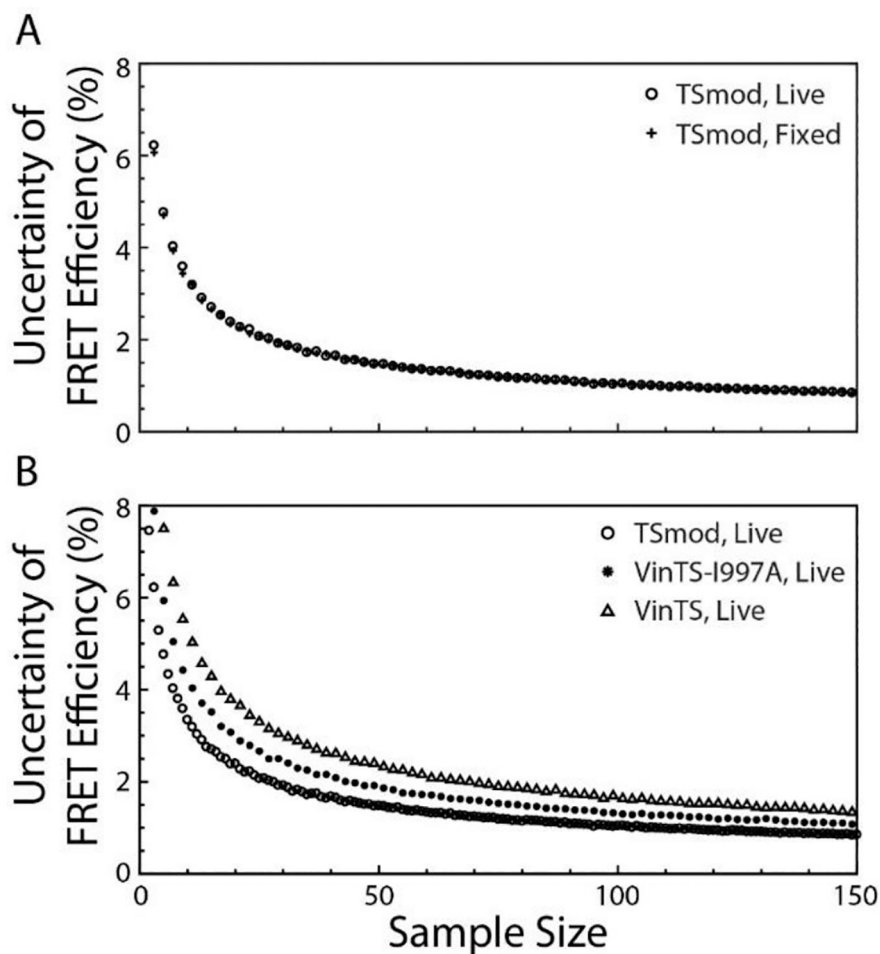 A
Uncertainty of
FRET Efficiency (%)
8
6
4
2
0
TSmod, Live
TSmod, Fixed
B
Uncertainty of
FRET Efficiency (%)
8
6
4
2
0
TSmod, Live
VinTS-I997A, Live
VinTS, Live
0 50 100 150
Sample Size